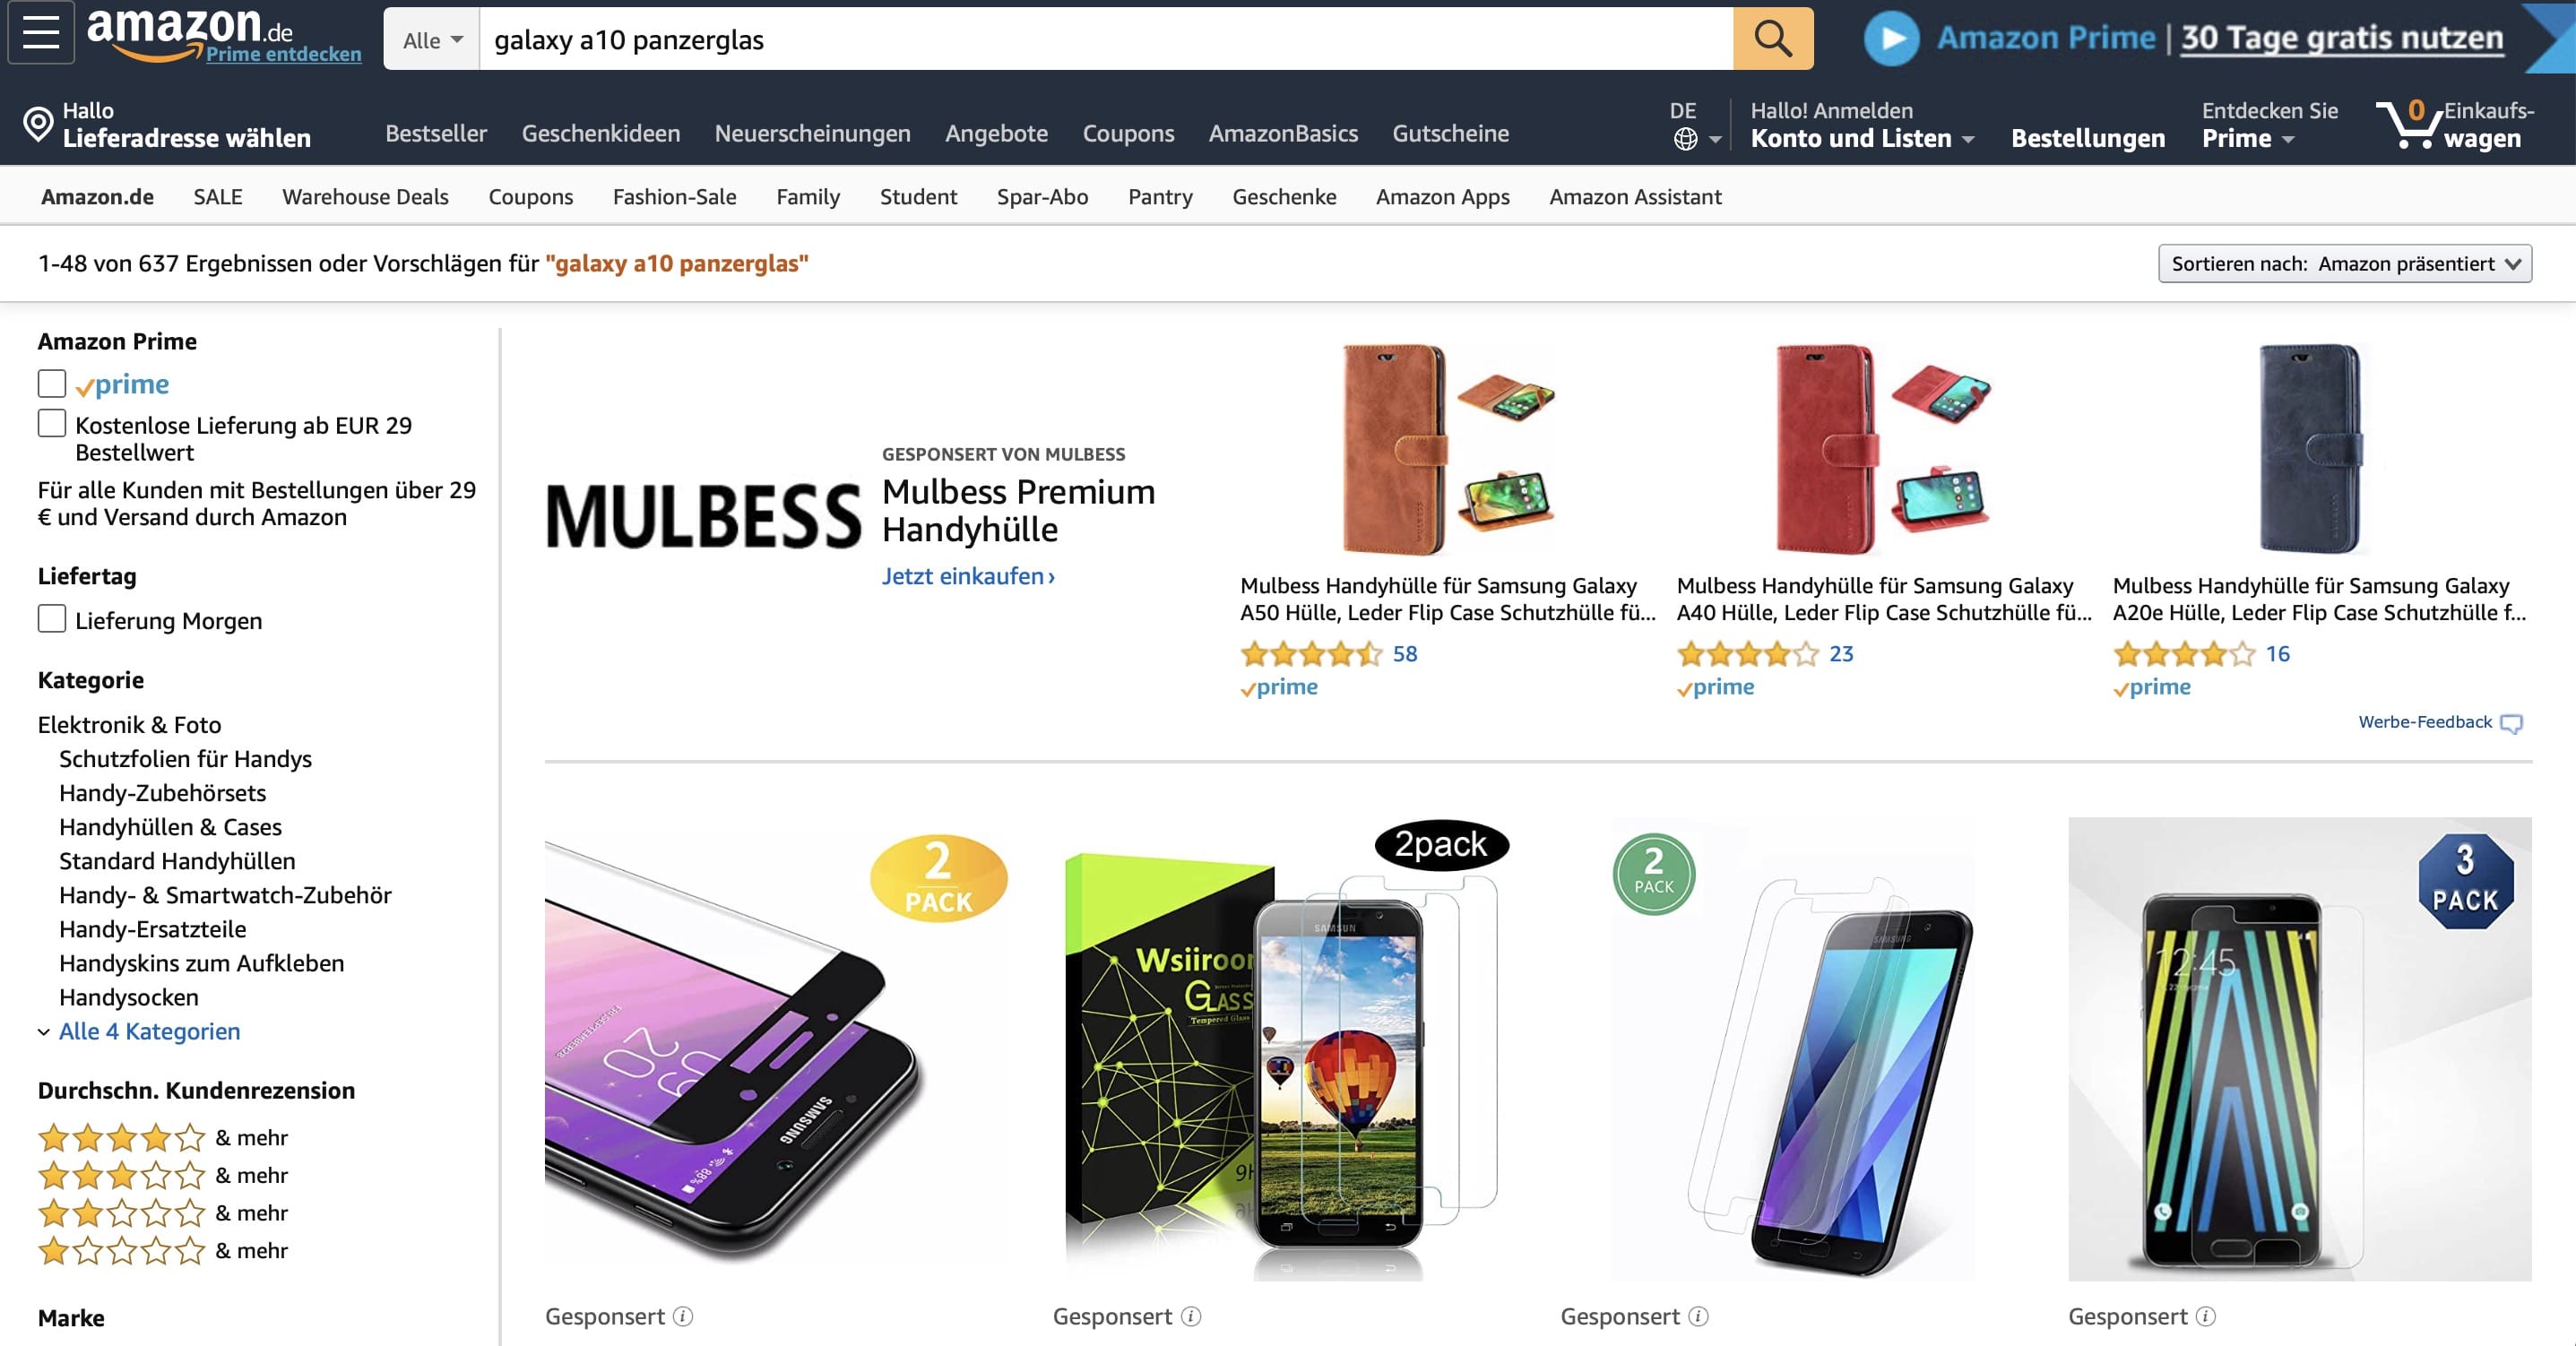 amazon.de
Prime entdecken
Alle
galaxy a10 panzerglas
Amazon Prime | 30 Tage gratis nutzen
Hallo
Lieferadresse wählen
Bestseller
Geschenkideen
Neuerscheinungen
Angebote
Coupons
AmazonBasics
Gutscheine
DE
Hallo! Anmelden
Konto und Listen
Bestellungen
Entdecken Sie
Prime
0
Einkaufs-
wagen
Amazon.de
SALE
Warehouse Deals
Coupons
Fashion-Sale
Family
Student
Spar-Abo
Pantry
Geschenke
Amazon Apps
Amazon Assistant
1-48 von 637 Ergebnissen oder Vorschlägen für "galaxy a10 panzerglas"
Sortieren nach: Amazon präsentiert
Amazon Prime
prime
Kostenlose Lieferung ab EUR 29
Bestellwert
Für alle Kunden mit Bestellungen über 29
€ und Versand durch Amazon
Liefertag
Lieferung Morgen
Kategorie
Elektronik & Foto
Schutzfolien für Handys
Handy-Zubehörsets
Handyhüllen & Cases
Standard Handyhüllen
Handy- & Smartwatch-Zubehör
Handy-Ersatzteile
Handyskins zum Aufkleben
Handysocken
Alle 4 Kategorien
Durchschn. Kundenrezension
& mehr
& mehr
& mehr
& mehr
Marke
MULBESS
GESPONSERT VON MULBESS
Mulbess Premium
Handyhülle
Jetzt einkaufen ›
Mulbess Handyhülle für Samsung Galaxy
A50 Hülle, Leder Flip Case Schutzhülle fü...
58
prime
Mulbess Handyhülle für Samsung Galaxy
A40 Hülle, Leder Flip Case Schutzhülle fü...
23
prime
Mulbess Handyhülle für Samsung Galaxy
A20e Hülle, Leder Flip Case Schutzhülle f...
16
prime
Werbe-Feedback
2
PACK
SAMSUNG
88%
Gesponsert
2pack
Wsiiroon
GLASS
Tempered Glass
9H
SAMSUN
Gesponsert
2
PACK
SAMSUNG
Gesponsert
3
PACK
12:45
Gesponsert